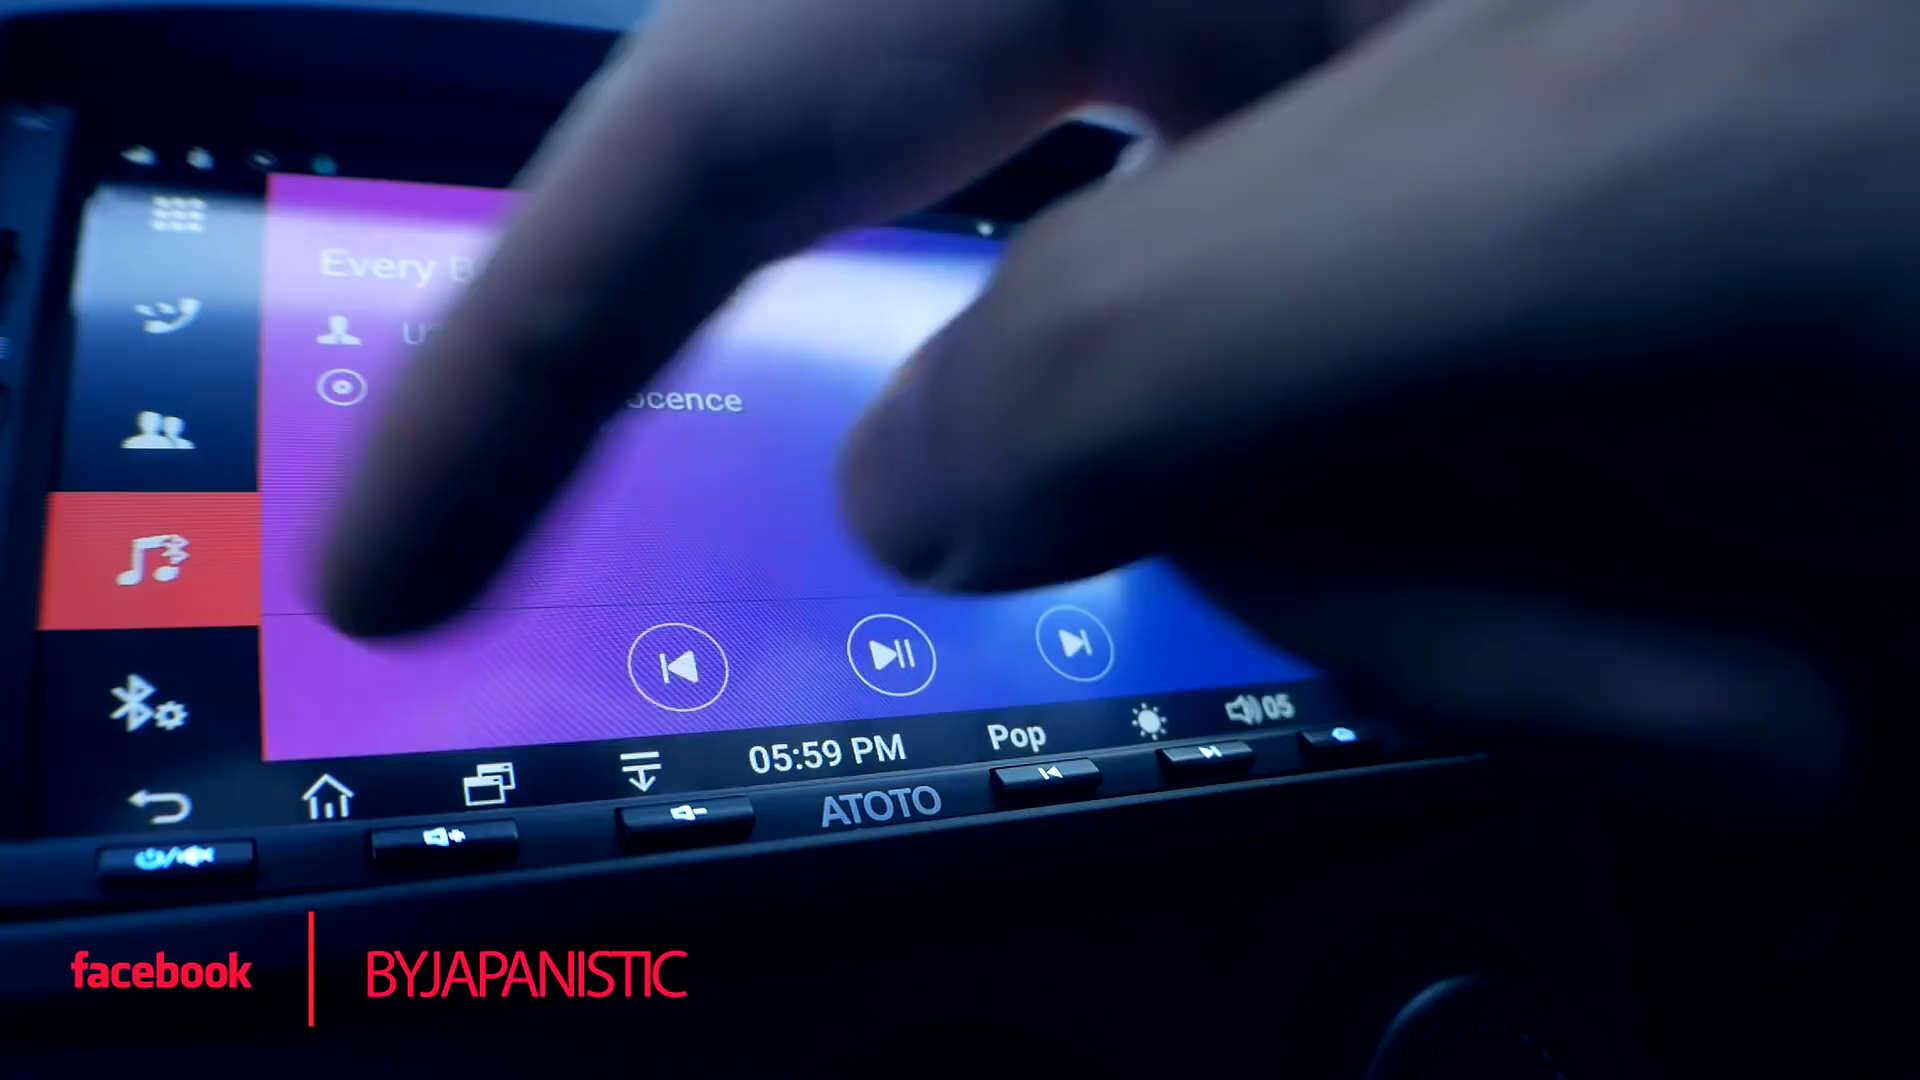 Every
ocence
05:59 PM
Pop
05
ATOTO
facebook
BYJAPANISTIC